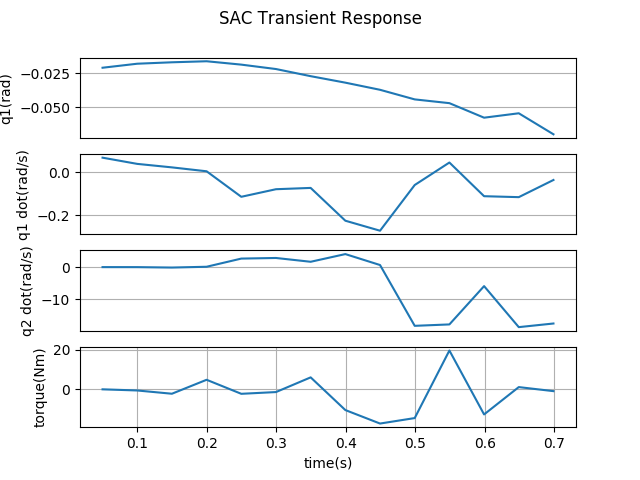 SAC Transient Response
q1(rad)
−0.025
−0.050
q1 dot(rad/s)
0.0
−0.2
q2 dot(rad/s)
0
−10
torque(Nm)
20
0
0.1 0.2 0.3 0.4 0.5 0.6 0.7
time(s)